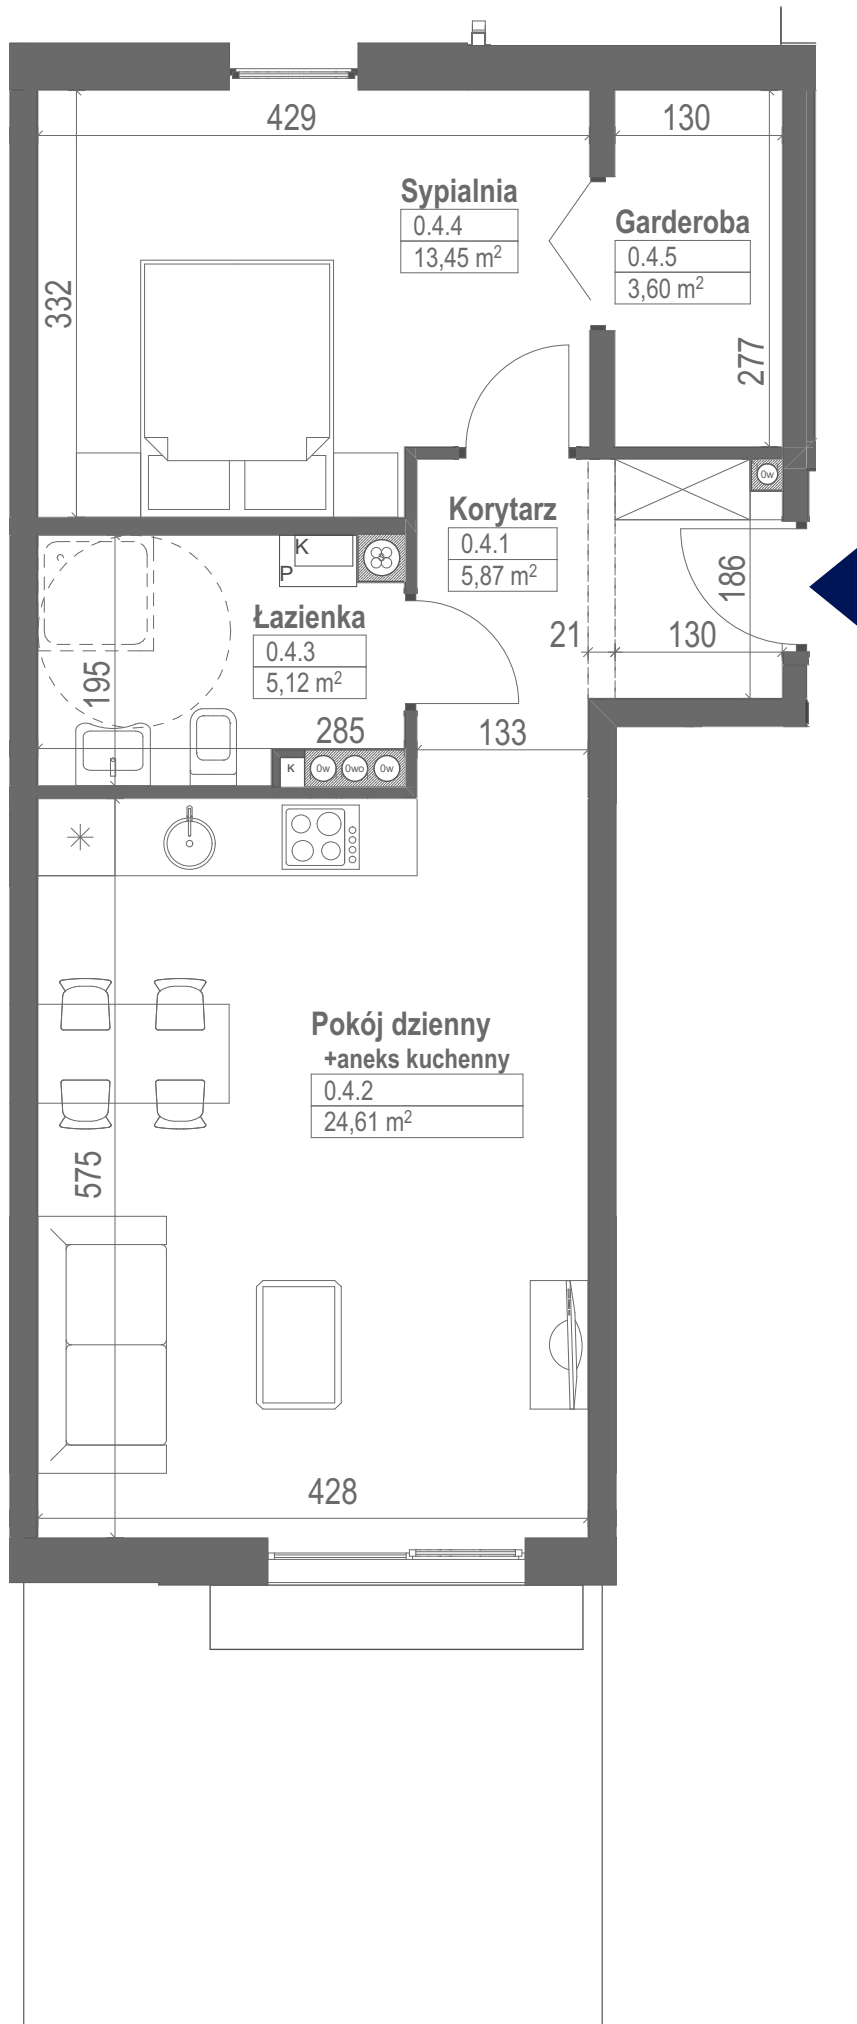 429
130
Sypialnia
0.4.4
13,45 m²
Garderoba
0.4.5
3,60 m²
332
277
Korytarz
0.4.1
5,87 m²
0w
K
P
186
21
130
Łazienka
0.4.3
5,12 m²
195
285
133
K
0w
0wo
0w
Pokój dzienny
+aneks kuchenny
0.4.2
24,61 m²
575
428